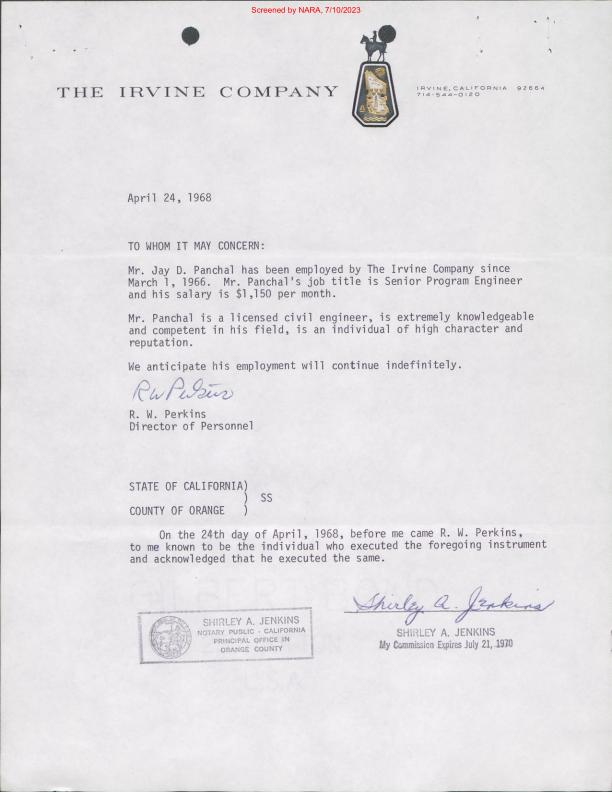 Screened by NARA, 7/10/2023
THE IRVINE COMPANY
IRVINE, CALIFORNIA 92664
714-544-0120
April 24, 1968
TO WHOM IT MAY CONCERN:
Mr. Jay D. Panchal has been employed by The Irvine Company since
March 1, 1966. Mr. Panchal's job title is Senior Program Engineer
and his salary is $1,150 per month.
Mr. Panchal is a licensed civil engineer, is extremely knowledgeable
and competent in his field, is an individual of high character and
reputation.
We anticipate his employment will continue indefinitely.
RW Perkins
R. W. Perkins
Director of Personnel
STATE OF CALIFORNIA)
) SS
COUNTY OF ORANGE )
On the 24th day of April, 1968, before me came R. W. Perkins,
to me known to be the individual who executed the foregoing instrument
and acknowledged that he executed the same.
Shirley A. Jenkins
SHIRLEY A. JENKINS
My Commission Expires July 21, 1970
SHIRLEY A. JENKINS
NOTARY PUBLIC - CALIFORNIA
PRINCIPAL OFFICE IN
ORANGE COUNTY